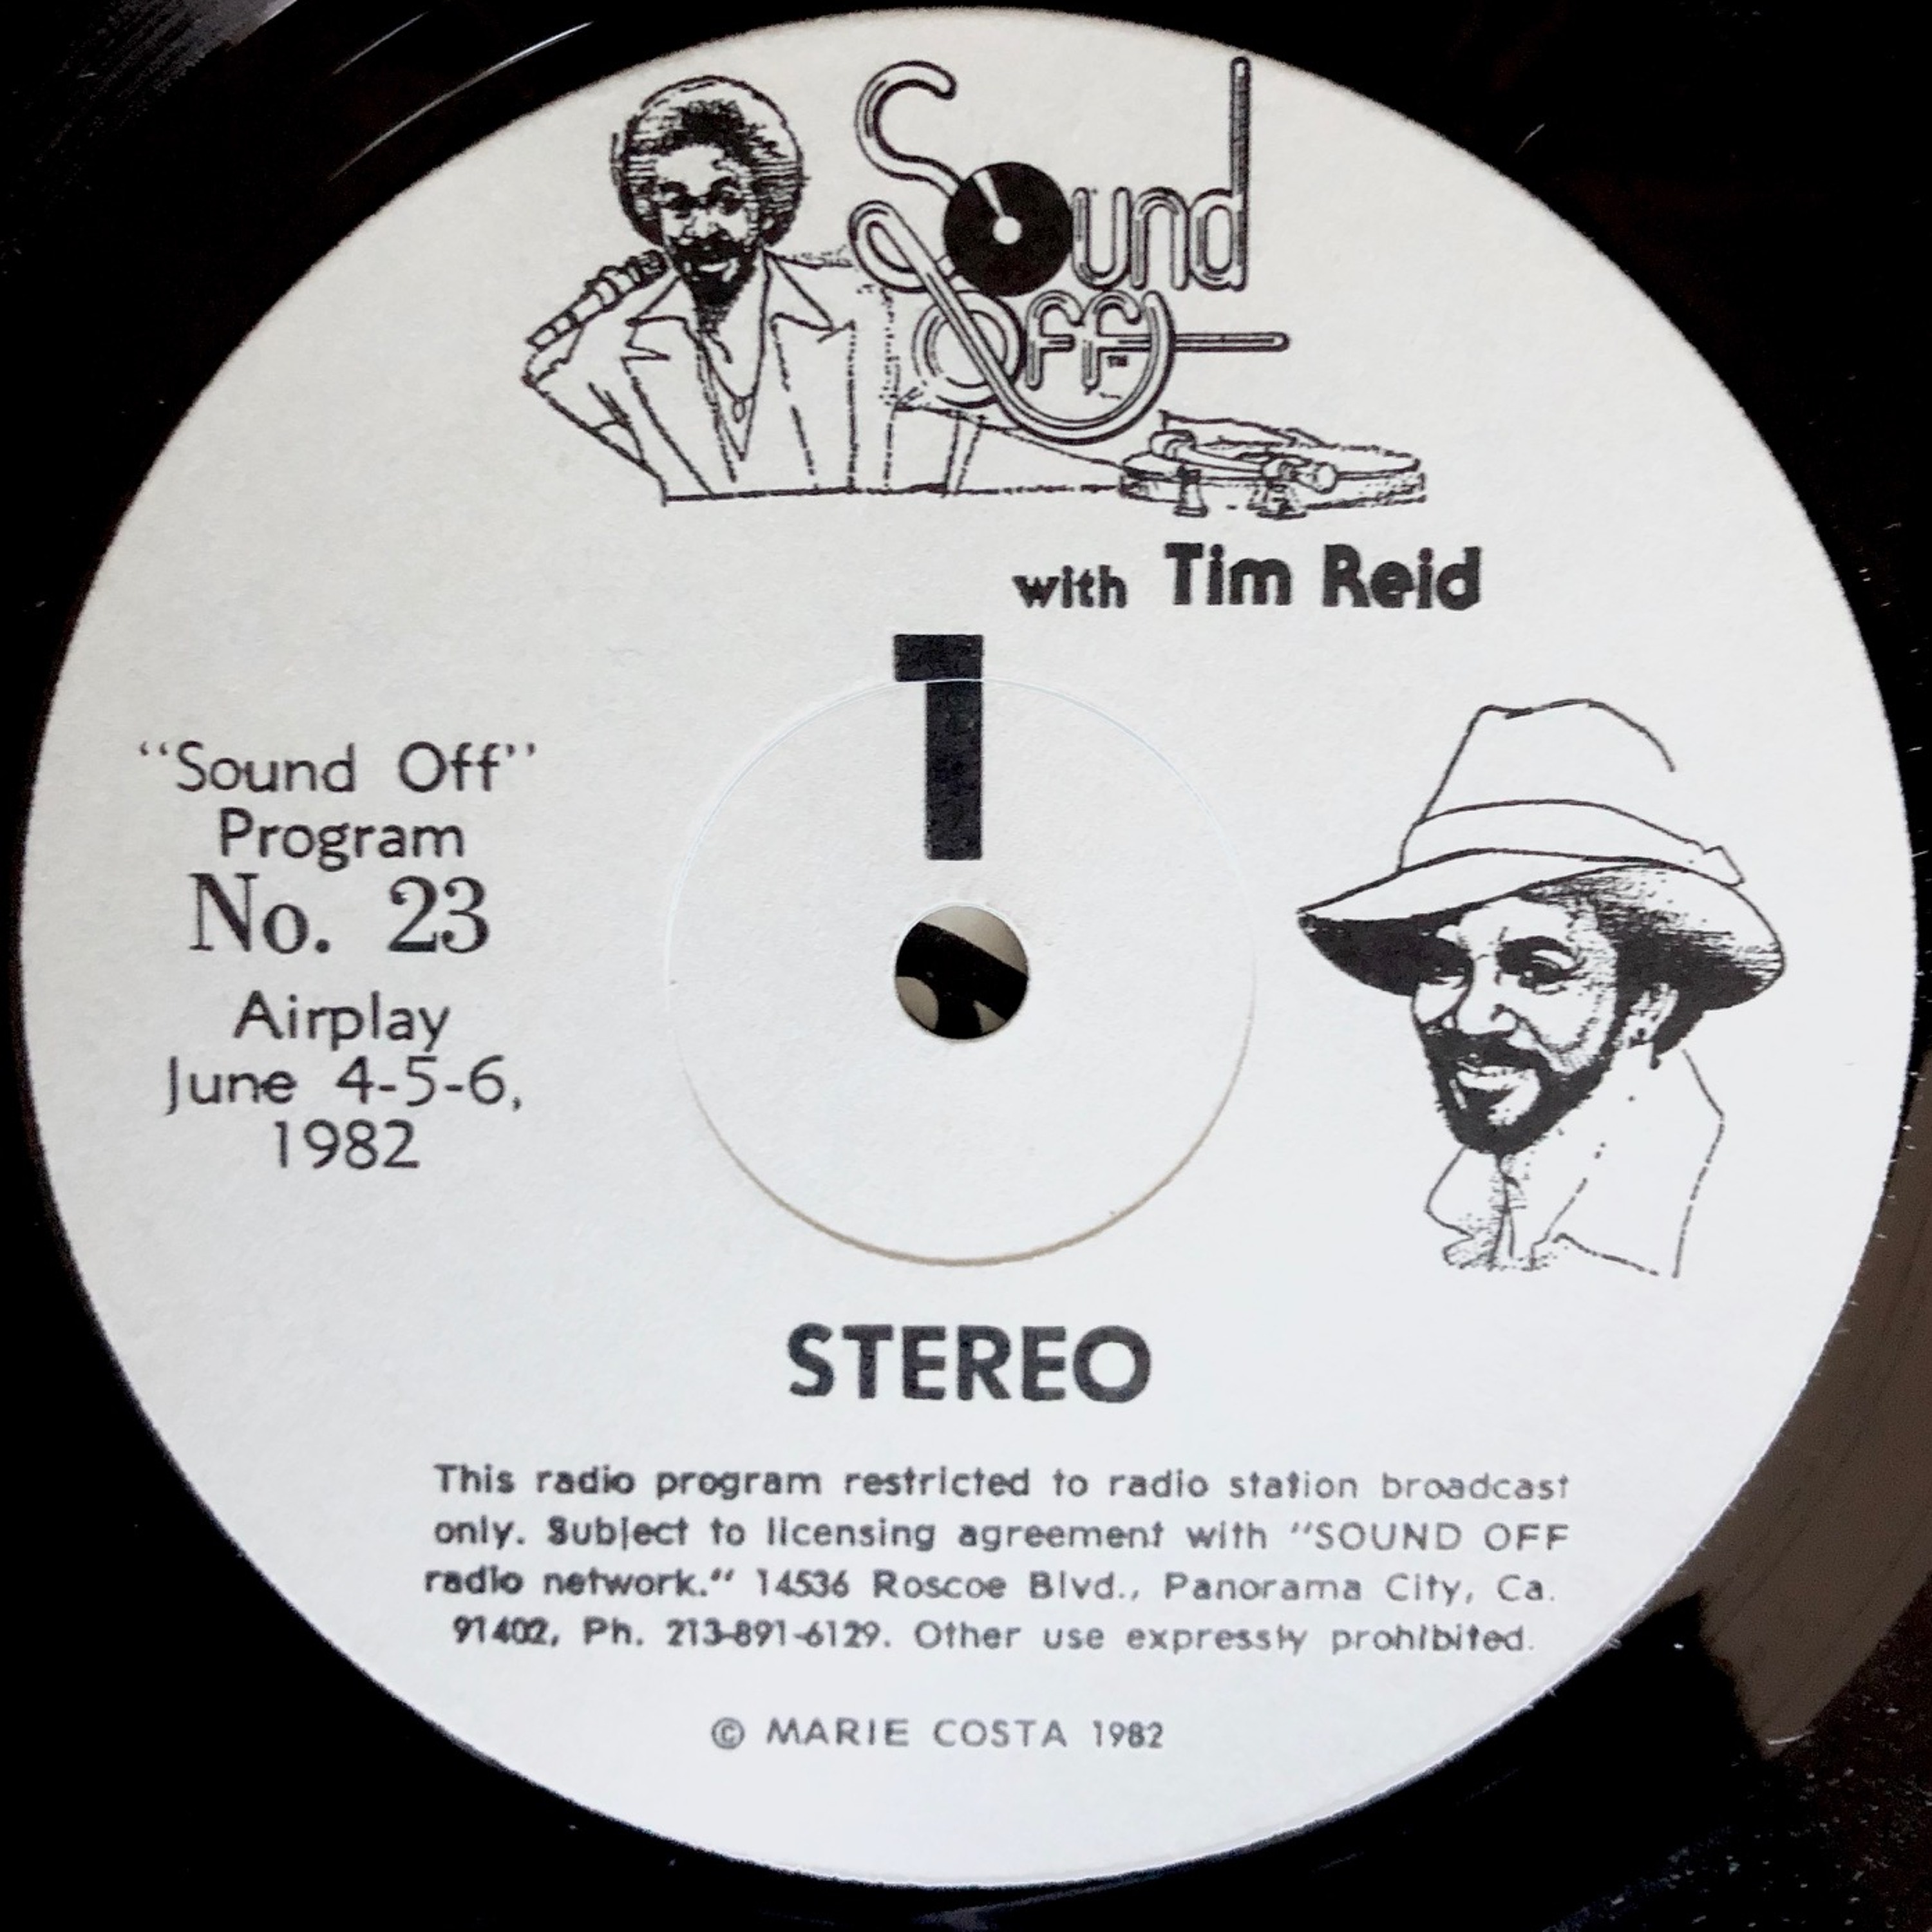 Sound
Off
TM
with Tim Reid
1
“Sound Off”
Program
No. 23
Airplay
June 4-5-6,
1982
STEREO
This radio program restricted to radio station broadcast
only. Subject to licensing agreement with “SOUND OFF
radio network.” 14536 Roscoe Blvd., Panorama City, Ca.
91402, Ph. 213-891-6129. Other use expressly prohibited.
© MARIE COSTA 1982